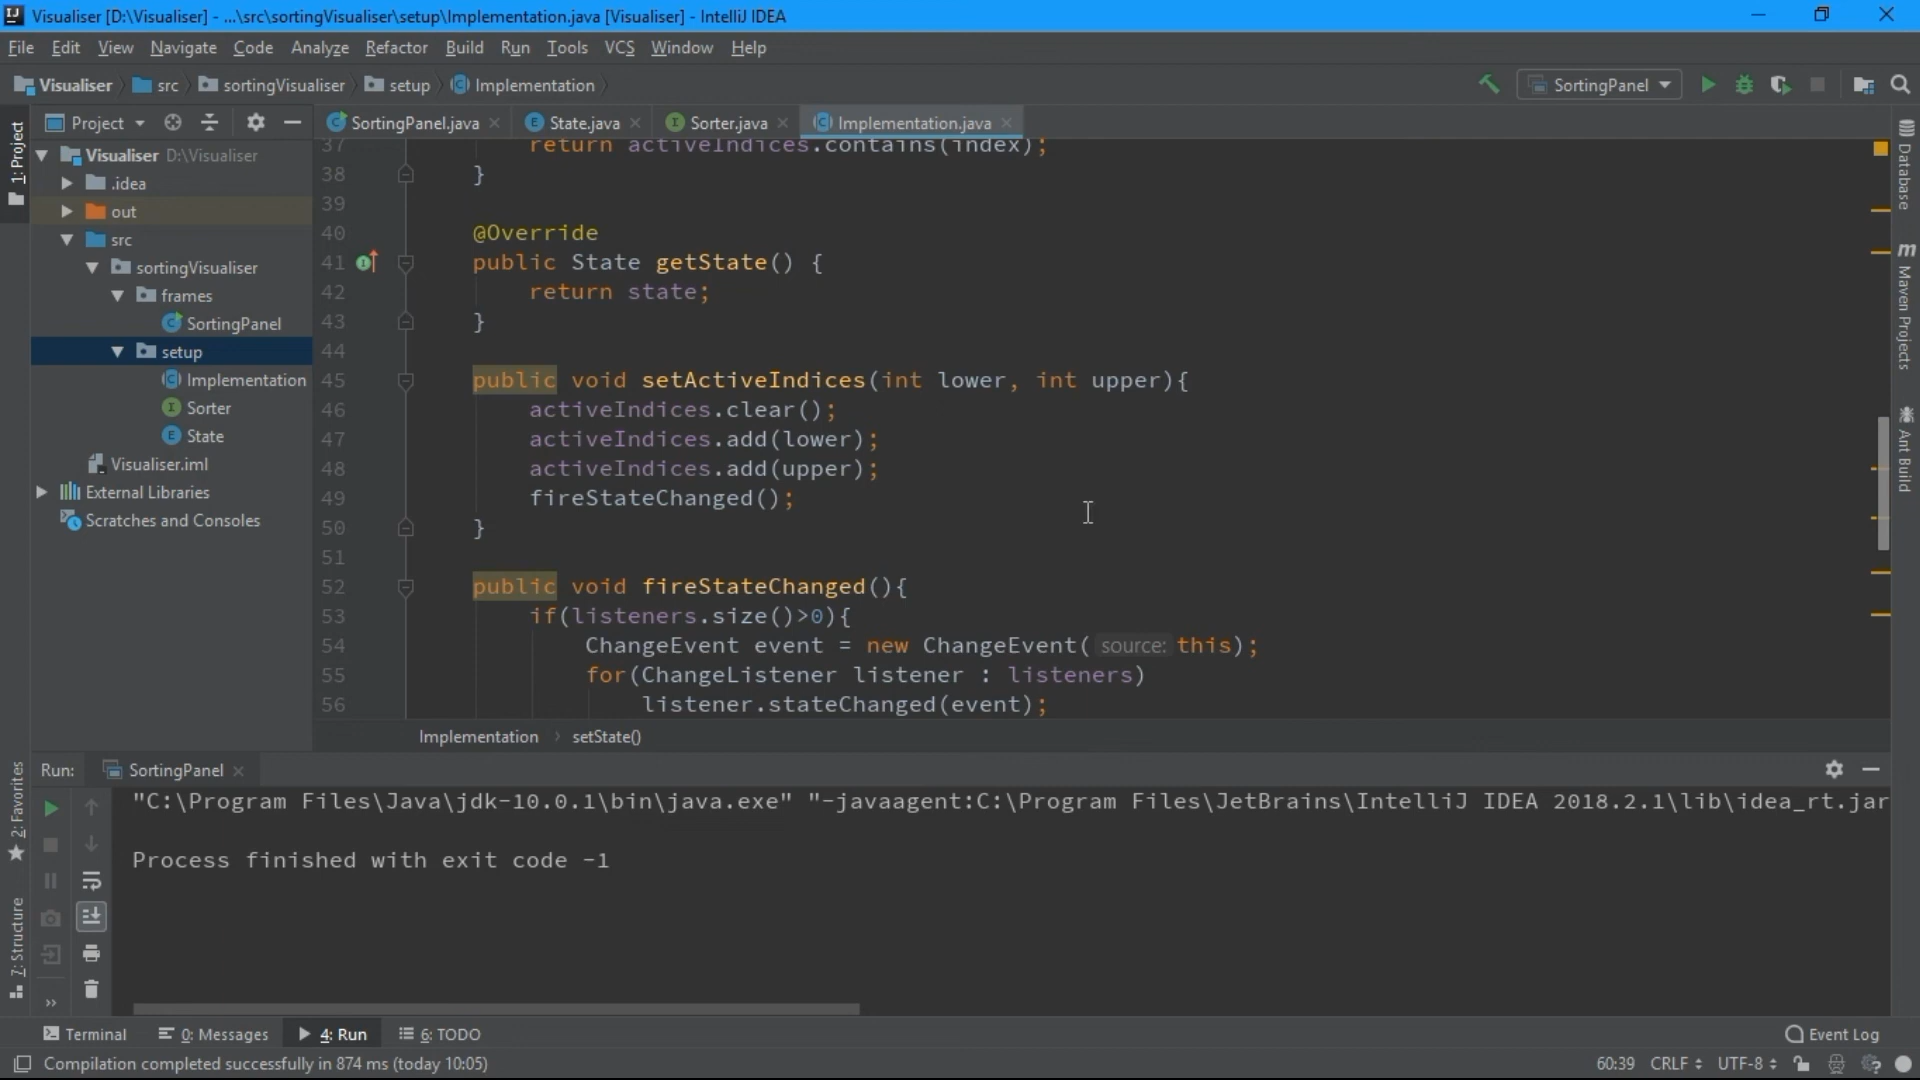 Visualiser [D:\Visualiser] - ...\src\sortingVisualiser\setup\Implementation.java [Visualiser] - IntelliJ IDEA
File Edit View Navigate Code Analyze Refactor Build Run Tools VCS Window Help
Visualiser src sortingVisualiser setup Implementation SortingPanel
1: Project
Project
SortingPanel.java State.java Sorter.java Implementation.java
Visualiser D:\Visualiser
.idea
out
src
sortingVisualiser
frames
SortingPanel
setup
Implementation
Sorter
State
Visualiser.iml
External Libraries
Scratches and Consoles
37 return activeIndices.contains(index);
38 }
39
40 @Override
41 public State getState() {
42 return state;
43 }
44
45 public void setActiveIndices(int lower, int upper){
46 activeIndices.clear();
47 activeIndices.add(lower);
48 activeIndices.add(upper);
49 fireStateChanged();
50 }
51
52 public void fireStateChanged(){
53 if(listeners.size()>0){
54 ChangeEvent event = new ChangeEvent( source: this);
55 for(ChangeListener listener : listeners)
56 listener.stateChanged(event);
Implementation setState()
Database
Maven Projects
Ant Build
Run: SortingPanel
2: Favorites
7: Structure
"C:\Program Files\Java\jdk-10.0.1\bin\java.exe" "-javaagent:C:\Program Files\JetBrains\IntelliJ IDEA 2018.2.1\lib\idea_rt.jar
Process finished with exit code -1
Terminal 0: Messages 4: Run 6: TODO Event Log
Compilation completed successfully in 874 ms (today 10:05) 60:39 CRLF UTF-8